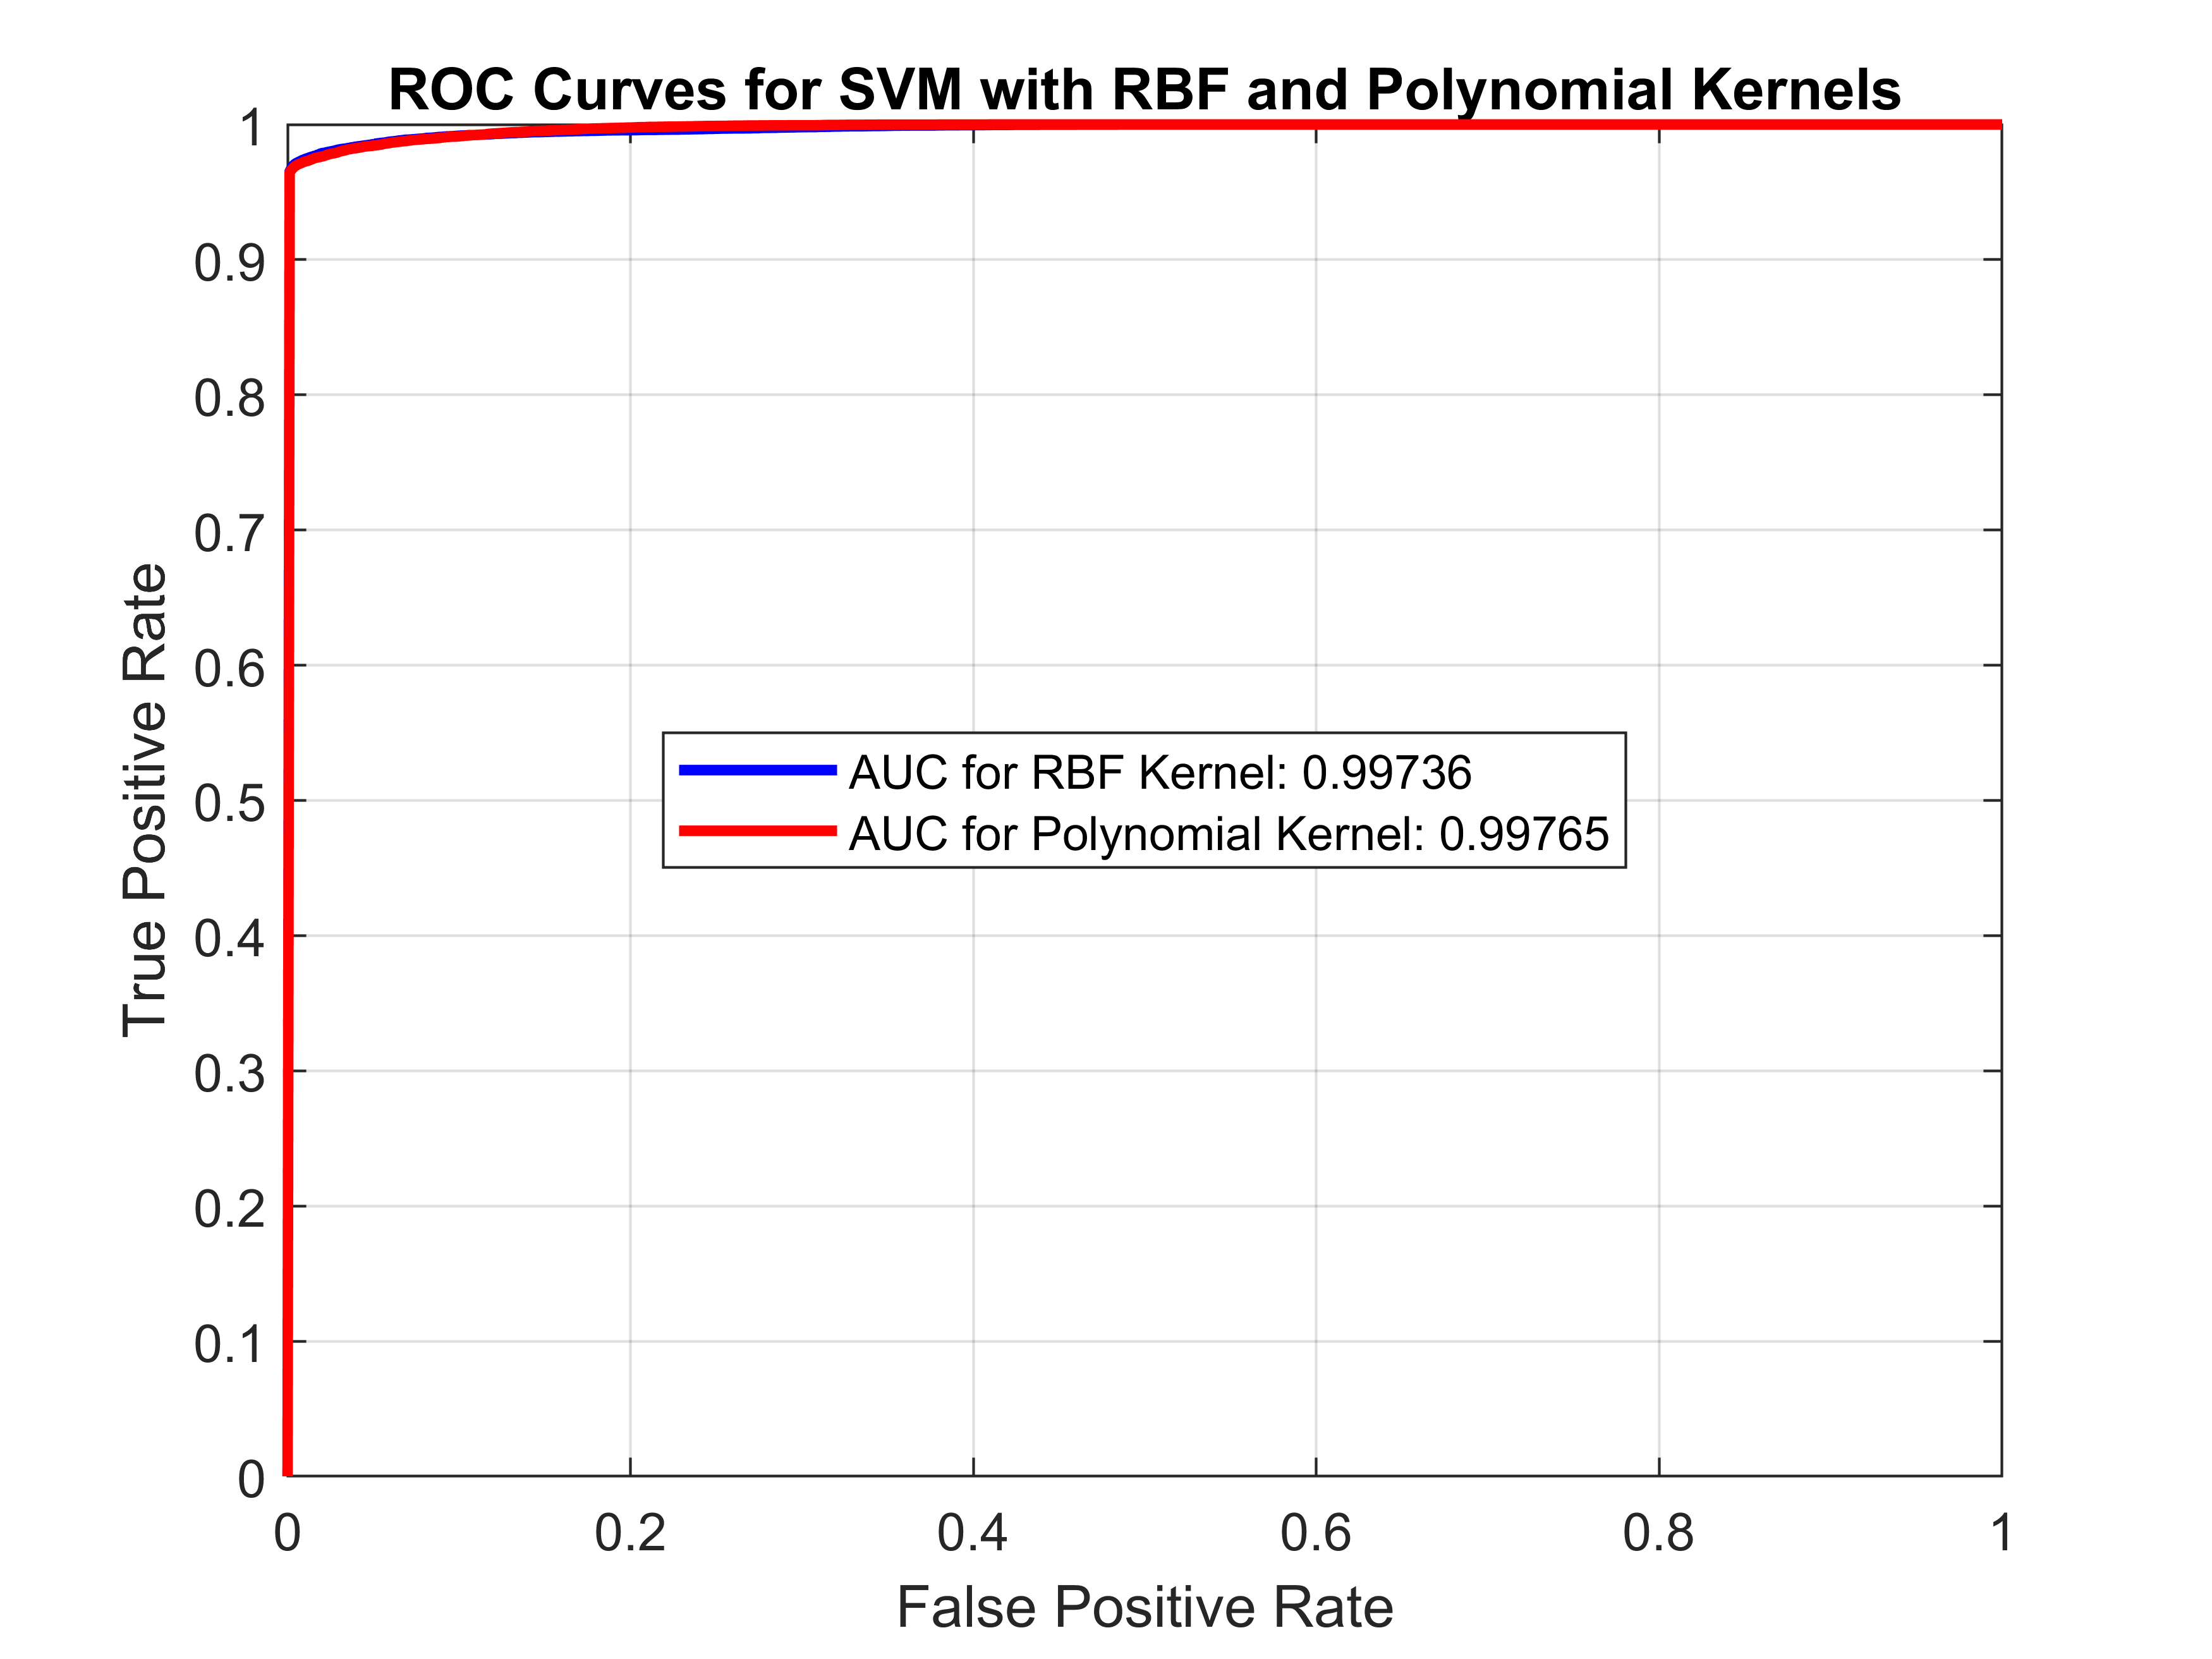 ROC Curves for SVM with RBF and Polynomial Kernels
1
0.9
0.8
0.7
0.6
0.5
0.4
0.3
0.2
0.1
0
True Positive Rate
AUC for RBF Kernel: 0.99736
AUC for Polynomial Kernel: 0.99765
0 0.2 0.4 0.6 0.8 1
False Positive Rate